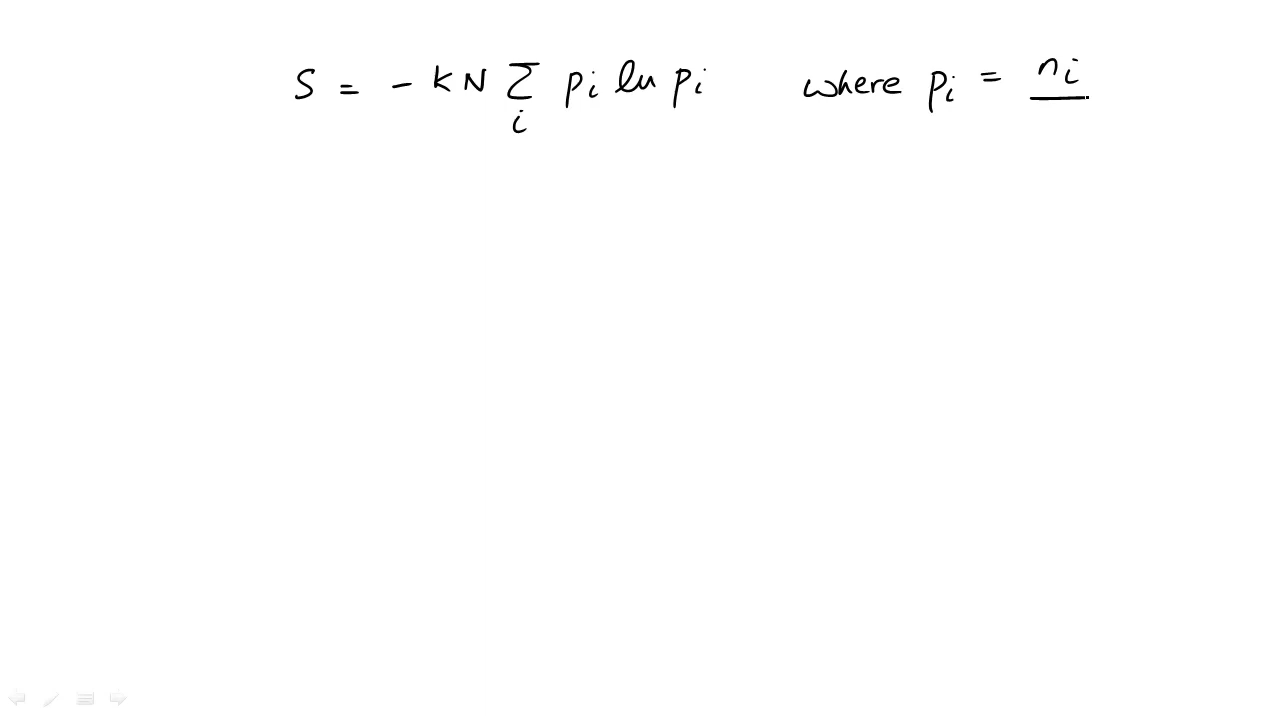 S = - k N Σ_i p_i ln p_i where p_i = n_i